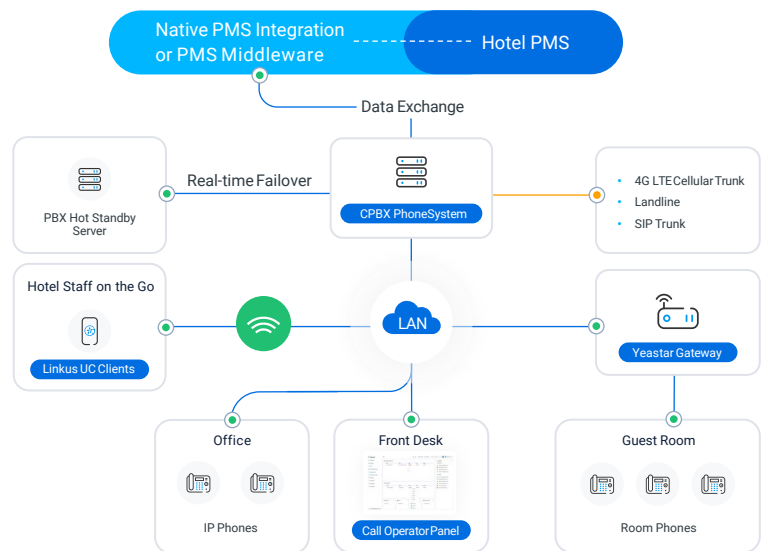 Native PMS Integration
or PMS Middleware
Hotel PMS
Data Exchange
Real-time Failover
PBX Hot Standby
Server
CPBX PhoneSystem
• 4G LTE Cellular Trunk
• Landline
• SIP Trunk
Hotel Staff on the Go
Linkus UC Clients
LAN
Yeastar Gateway
Office
IP Phones
Front Desk
Call Operator Panel
Guest Room
Room Phones